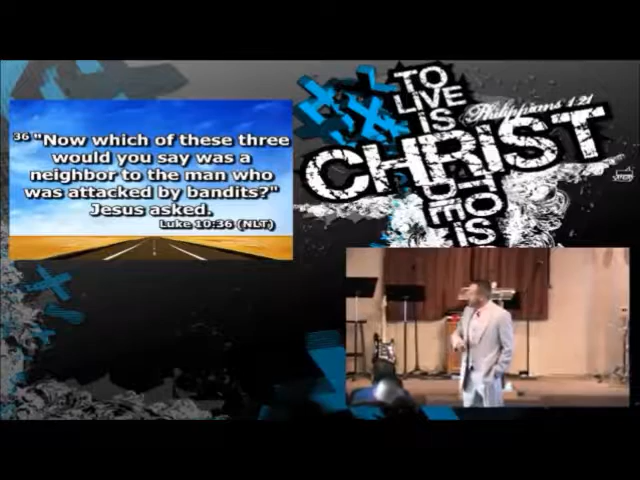 36 "Now which of these three
would you say was a
neighbor to the man who
was attacked by bandits?"
Jesus asked.
Luke 10:36 (NLT)
TO
LIVE
IS
Philippians 1:21
CHRIST
TO
DIE IS